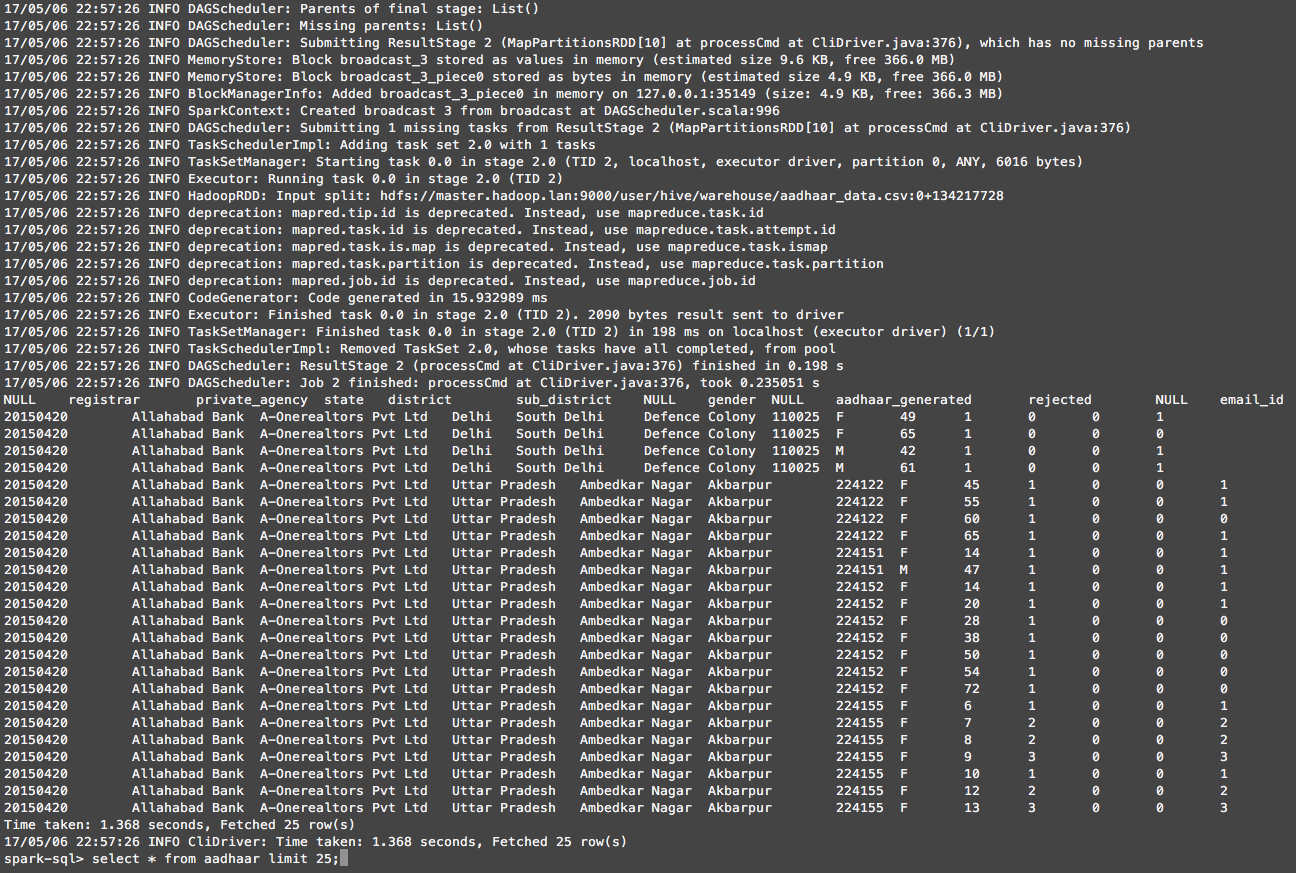 17/05/06 22:57:26 INFO DAGScheduler: Parents of final stage: List()
17/05/06 22:57:26 INFO DAGScheduler: Missing parents: List()
17/05/06 22:57:26 INFO DAGScheduler: Submitting ResultStage 2 (MapPartitionsRDD[10] at processCmd at CliDriver.java:376), which has no missing parents
17/05/06 22:57:26 INFO MemoryStore: Block broadcast_3 stored as values in memory (estimated size 9.6 KB, free 366.0 MB)
17/05/06 22:57:26 INFO MemoryStore: Block broadcast_3_piece0 stored as bytes in memory (estimated size 4.9 KB, free 366.0 MB)
17/05/06 22:57:26 INFO BlockManagerInfo: Added broadcast_3_piece0 in memory on 127.0.0.1:35149 (size: 4.9 KB, free: 366.3 MB)
17/05/06 22:57:26 INFO SparkContext: Created broadcast 3 from broadcast at DAGScheduler.scala:996
17/05/06 22:57:26 INFO DAGScheduler: Submitting 1 missing tasks from ResultStage 2 (MapPartitionsRDD[10] at processCmd at CliDriver.java:376)
17/05/06 22:57:26 INFO TaskSchedulerImpl: Adding task set 2.0 with 1 tasks
17/05/06 22:57:26 INFO TaskSetManager: Starting task 0.0 in stage 2.0 (TID 2, localhost, executor driver, partition 0, ANY, 6016 bytes)
17/05/06 22:57:26 INFO Executor: Running task 0.0 in stage 2.0 (TID 2)
17/05/06 22:57:26 INFO HadoopRDD: Input split: hdfs://master.hadoop.lan:9000/user/hive/warehouse/aadhaar_data.csv:0+134217728
17/05/06 22:57:26 INFO deprecation: mapred.tip.id is deprecated. Instead, use mapreduce.task.id
17/05/06 22:57:26 INFO deprecation: mapred.task.id is deprecated. Instead, use mapreduce.task.attempt.id
17/05/06 22:57:26 INFO deprecation: mapred.task.is.map is deprecated. Instead, use mapreduce.task.ismap
17/05/06 22:57:26 INFO deprecation: mapred.task.partition is deprecated. Instead, use mapreduce.task.partition
17/05/06 22:57:26 INFO deprecation: mapred.job.id is deprecated. Instead, use mapreduce.job.id
17/05/06 22:57:26 INFO CodeGenerator: Code generated in 15.932989 ms
17/05/06 22:57:26 INFO Executor: Finished task 0.0 in stage 2.0 (TID 2). 2090 bytes result sent to driver
17/05/06 22:57:26 INFO TaskSetManager: Finished task 0.0 in stage 2.0 (TID 2) in 198 ms on localhost (executor driver) (1/1)
17/05/06 22:57:26 INFO TaskSchedulerImpl: Removed TaskSet 2.0, whose tasks have all completed, from pool
17/05/06 22:57:26 INFO DAGScheduler: ResultStage 2 (processCmd at CliDriver.java:376) finished in 0.198 s
17/05/06 22:57:26 INFO DAGScheduler: Job 2 finished: processCmd at CliDriver.java:376, took 0.235051 s
NULL registrar private_agency state district sub_district NULL gender NULL aadhaar_generated rejected NULL email_id
20150420 Allahabad Bank A-Onerealtors Pvt Ltd Delhi South Delhi Defence Colony 110025 F 49 1 0 0 1
20150420 Allahabad Bank A-Onerealtors Pvt Ltd Delhi South Delhi Defence Colony 110025 F 65 1 0 0 0
20150420 Allahabad Bank A-Onerealtors Pvt Ltd Delhi South Delhi Defence Colony 110025 M 42 1 0 0 1
20150420 Allahabad Bank A-Onerealtors Pvt Ltd Delhi South Delhi Defence Colony 110025 M 61 1 0 0 1
20150420 Allahabad Bank A-Onerealtors Pvt Ltd Uttar Pradesh Ambedkar Nagar Akbarpur 224122 F 45 1 0 0 1
20150420 Allahabad Bank A-Onerealtors Pvt Ltd Uttar Pradesh Ambedkar Nagar Akbarpur 224122 F 55 1 0 0 1
20150420 Allahabad Bank A-Onerealtors Pvt Ltd Uttar Pradesh Ambedkar Nagar Akbarpur 224122 F 60 1 0 0 0
20150420 Allahabad Bank A-Onerealtors Pvt Ltd Uttar Pradesh Ambedkar Nagar Akbarpur 224122 F 65 1 0 0 1
20150420 Allahabad Bank A-Onerealtors Pvt Ltd Uttar Pradesh Ambedkar Nagar Akbarpur 224151 F 14 1 0 0 1
20150420 Allahabad Bank A-Onerealtors Pvt Ltd Uttar Pradesh Ambedkar Nagar Akbarpur 224151 M 47 1 0 0 1
20150420 Allahabad Bank A-Onerealtors Pvt Ltd Uttar Pradesh Ambedkar Nagar Akbarpur 224152 F 14 1 0 0 1
20150420 Allahabad Bank A-Onerealtors Pvt Ltd Uttar Pradesh Ambedkar Nagar Akbarpur 224152 F 20 1 0 0 1
20150420 Allahabad Bank A-Onerealtors Pvt Ltd Uttar Pradesh Ambedkar Nagar Akbarpur 224152 F 28 1 0 0 0
20150420 Allahabad Bank A-Onerealtors Pvt Ltd Uttar Pradesh Ambedkar Nagar Akbarpur 224152 F 38 1 0 0 0
20150420 Allahabad Bank A-Onerealtors Pvt Ltd Uttar Pradesh Ambedkar Nagar Akbarpur 224152 F 50 1 0 0 0
20150420 Allahabad Bank A-Onerealtors Pvt Ltd Uttar Pradesh Ambedkar Nagar Akbarpur 224152 F 54 1 0 0 0
20150420 Allahabad Bank A-Onerealtors Pvt Ltd Uttar Pradesh Ambedkar Nagar Akbarpur 224152 F 72 1 0 0 0
20150420 Allahabad Bank A-Onerealtors Pvt Ltd Uttar Pradesh Ambedkar Nagar Akbarpur 224155 F 6 1 0 0 1
20150420 Allahabad Bank A-Onerealtors Pvt Ltd Uttar Pradesh Ambedkar Nagar Akbarpur 224155 F 7 2 0 0 2
20150420 Allahabad Bank A-Onerealtors Pvt Ltd Uttar Pradesh Ambedkar Nagar Akbarpur 224155 F 8 2 0 0 2
20150420 Allahabad Bank A-Onerealtors Pvt Ltd Uttar Pradesh Ambedkar Nagar Akbarpur 224155 F 9 3 0 0 3
20150420 Allahabad Bank A-Onerealtors Pvt Ltd Uttar Pradesh Ambedkar Nagar Akbarpur 224155 F 10 1 0 0 1
20150420 Allahabad Bank A-Onerealtors Pvt Ltd Uttar Pradesh Ambedkar Nagar Akbarpur 224155 F 12 2 0 0 2
20150420 Allahabad Bank A-Onerealtors Pvt Ltd Uttar Pradesh Ambedkar Nagar Akbarpur 224155 F 13 3 0 0 3
Time taken: 1.368 seconds, Fetched 25 row(s)
17/05/06 22:57:26 INFO CliDriver: Time taken: 1.368 seconds, Fetched 25 row(s)
spark-sql> select * from aadhaar limit 25;